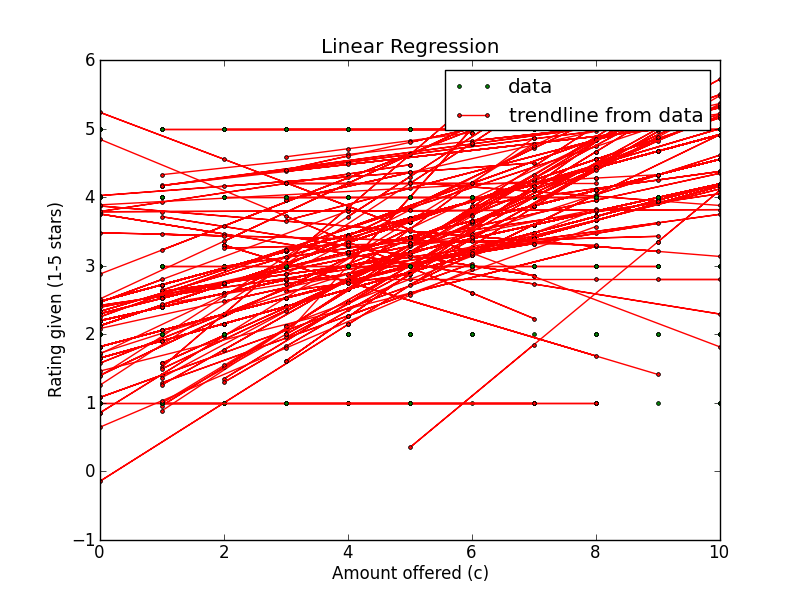 Linear Regression
data
trendline from data
6
5
4
3
2
1
0
−1
Rating given (1-5 stars)
0 2 4 6 8 10
Amount offered (c)